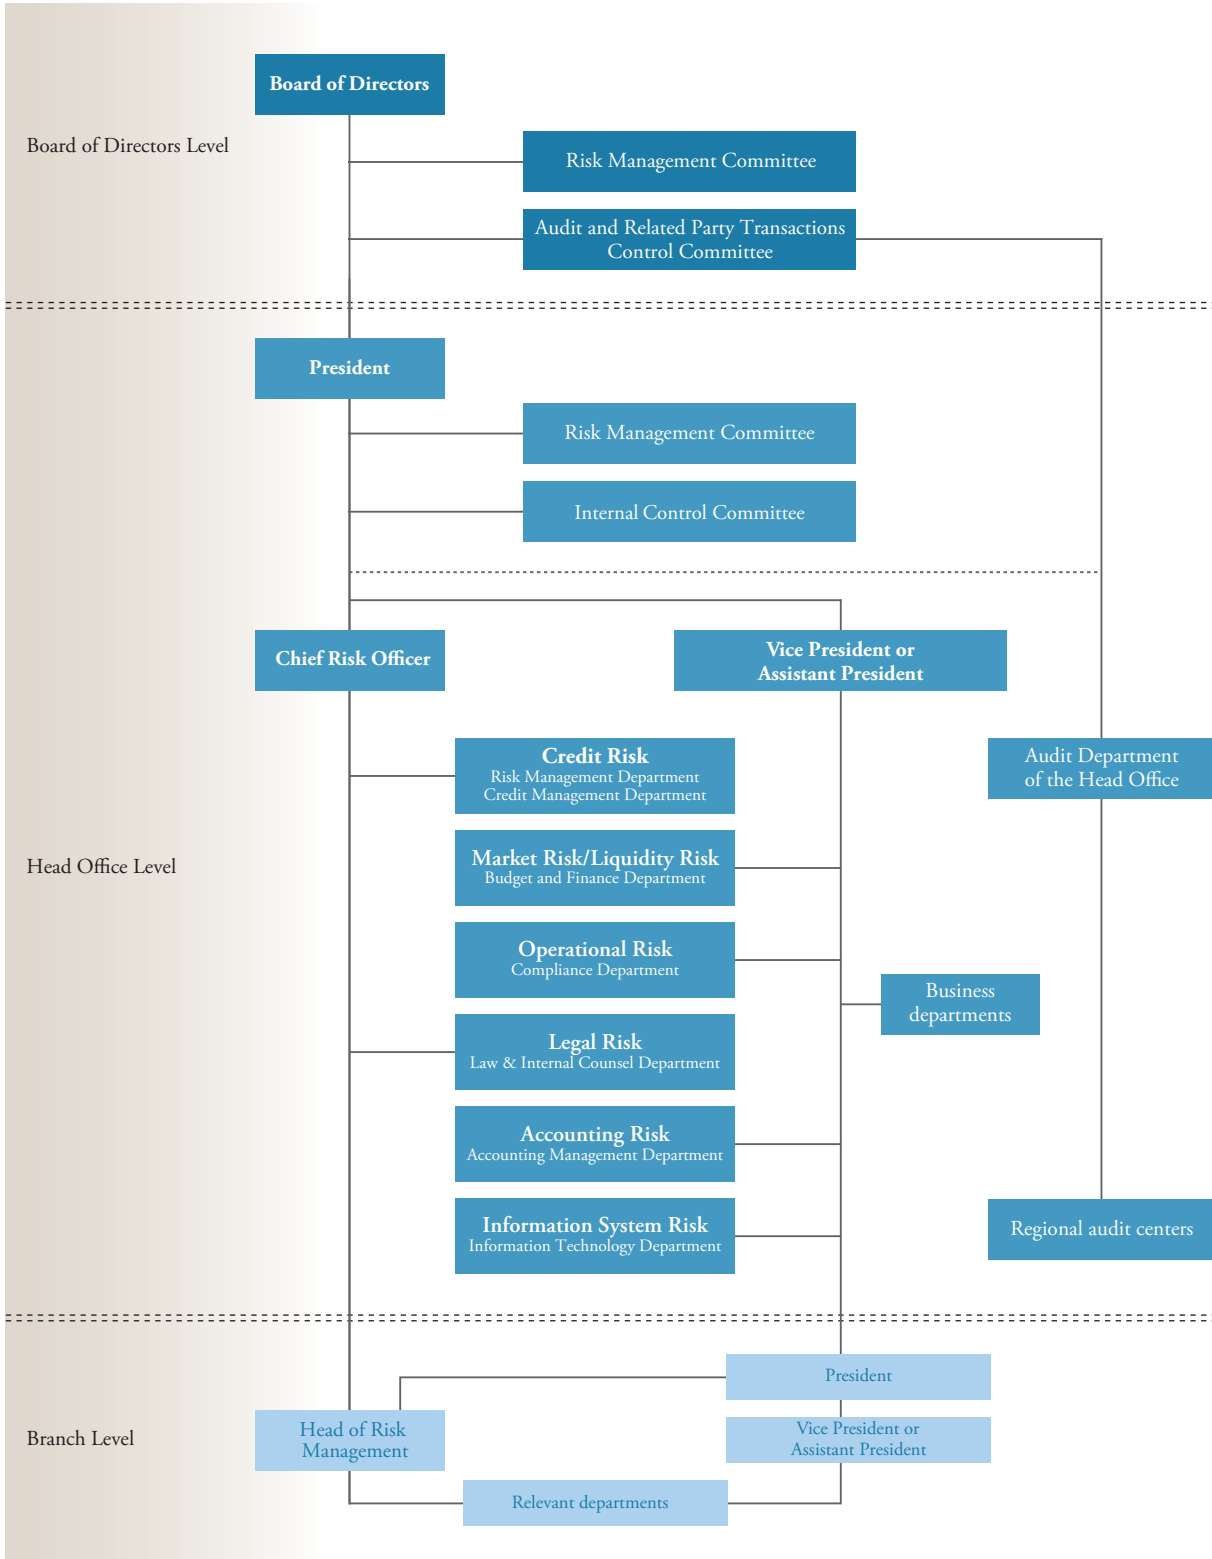 Board of Directors
Board of Directors Level
Risk Management Committee
Audit and Related Party Transactions
Control Committee
President
Risk Management Committee
Internal Control Committee
Chief Risk Officer
Vice President or
Assistant President
Credit Risk
Risk Management Department
Credit Management Department
Audit Department
of the Head Office
Head Office Level
Market Risk/Liquidity Risk
Budget and Finance Department
Operational Risk
Compliance Department
Business
departments
Legal Risk
Law & Internal Counsel Department
Accounting Risk
Accounting Management Department
Information System Risk
Information Technology Department
Regional audit centers
President
Branch Level
Head of Risk
Management
Vice President or
Assistant President
Relevant departments